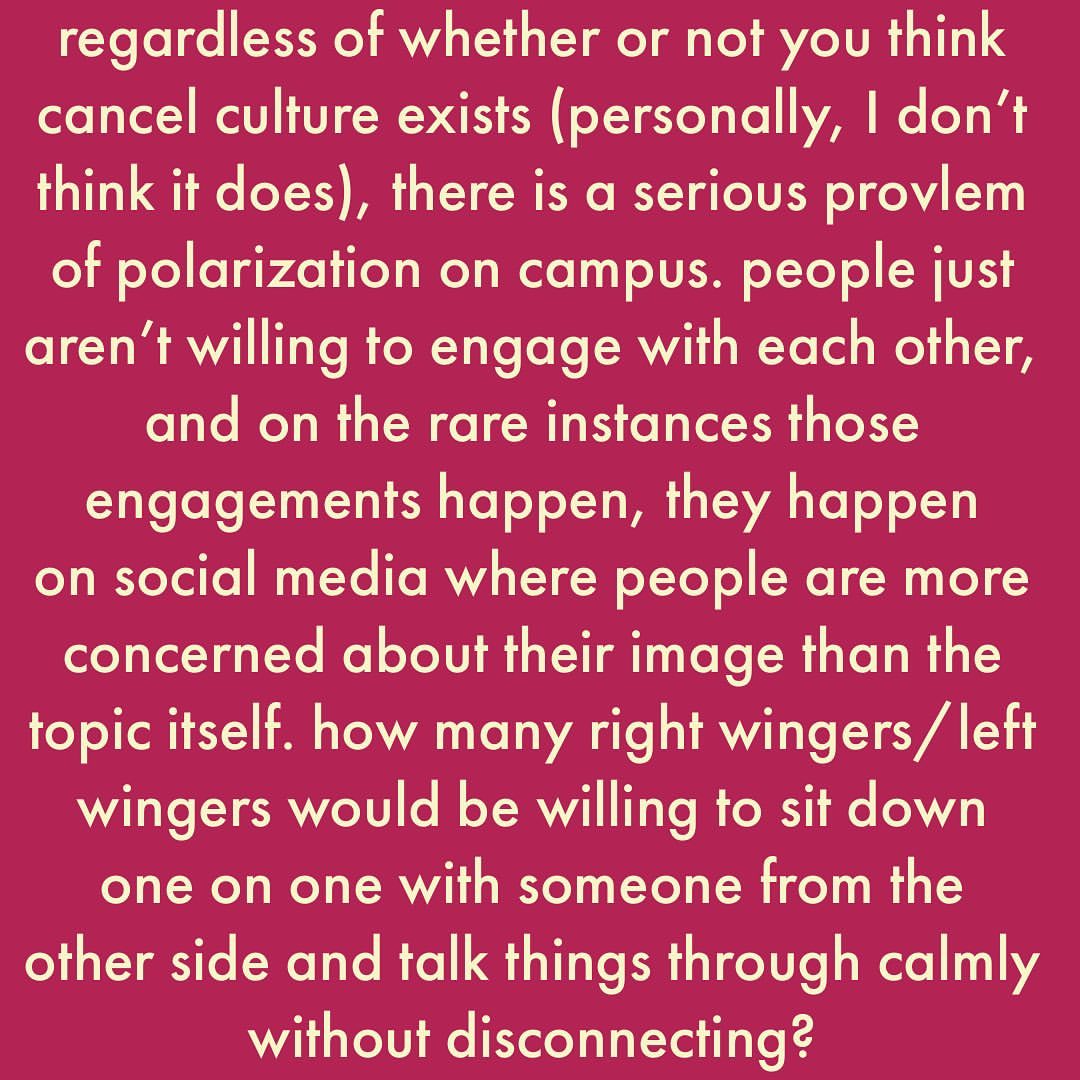 regardless of whether or not you think
cancel culture exists (personally, I don’t
think it does), there is a serious provlem
of polarization on campus. people just
aren’t willing to engage with each other,
and on the rare instances those
engagements happen, they happen
on social media where people are more
concerned about their image than the
topic itself. how many right wingers/left
wingers would be willing to sit down
one on one with someone from the
other side and talk things through calmly
without disconnecting?